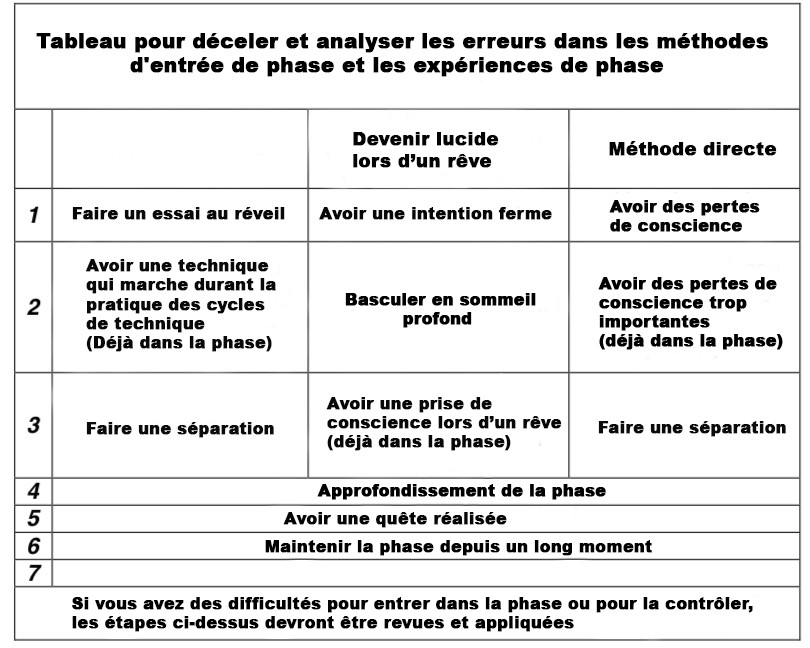 Tableau pour déceler et analyser les erreurs dans les méthodes
d'entrée de phase et les expériences de phase
Devenir lucide
lors d’un rêve
Méthode directe
1
Faire un essai au réveil
Avoir une intention ferme
Avoir des pertes
de conscience
2
Avoir une technique
qui marche durant la
pratique des cycles
de technique
(Déjà dans la phase)
Basculer en sommeil
profond
Avoir des pertes de
conscience trop
importantes
(déjà dans la phase)
3
Faire une séparation
Avoir une prise de
conscience lors d’un rêve
(déjà dans la phase)
Faire une séparation
4
Approfondissement de la phase
5
Avoir une quête réalisée
6
Maintenir la phase depuis un long moment
7
Si vous avez des difficultés pour entrer dans la phase ou pour la contrôler,
les étapes ci-dessus devront être revues et appliquées